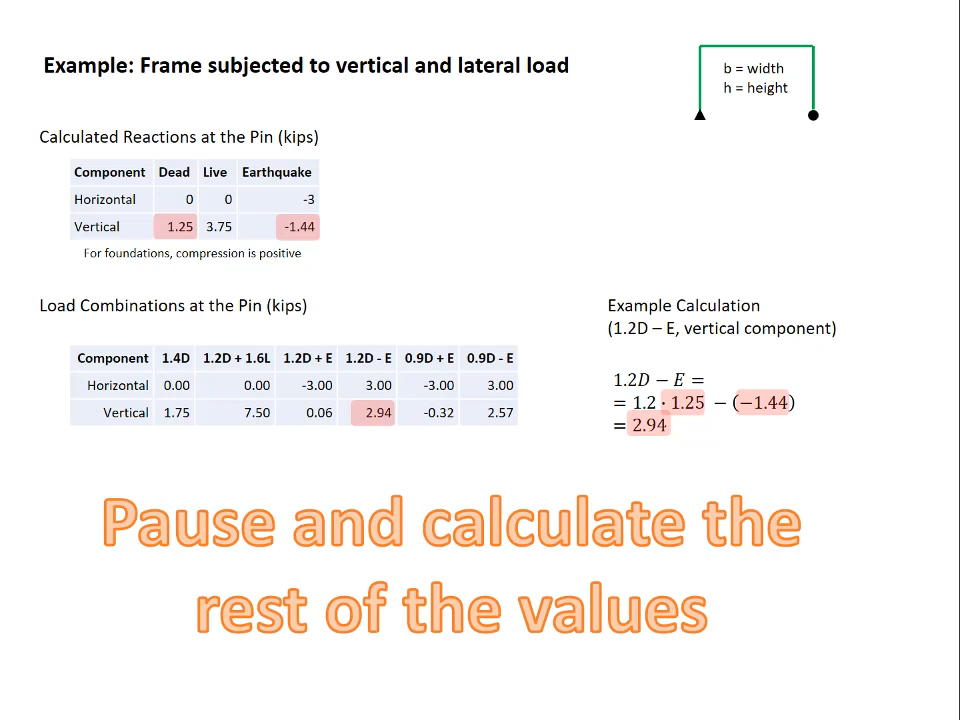 Example: Frame subjected to vertical and lateral load
b = width
h = height
Calculated Reactions at the Pin (kips)
Component Dead Live Earthquake
Horizontal 0 0 -3
Vertical 1.25 3.75 -1.44
For foundations, compression is positive
Load Combinations at the Pin (kips)
Component 1.4D 1.2D + 1.6L 1.2D + E 1.2D - E 0.9D + E 0.9D - E
Horizontal 0.00 0.00 -3.00 3.00 -3.00 3.00
Vertical 1.75 7.50 0.06 2.94 -0.32 2.57
Example Calculation
(1.2D – E, vertical component)
1.2D − E =
= 1.2 · 1.25 − (−1.44)
= 2.94
Pause and calculate the
rest of the values